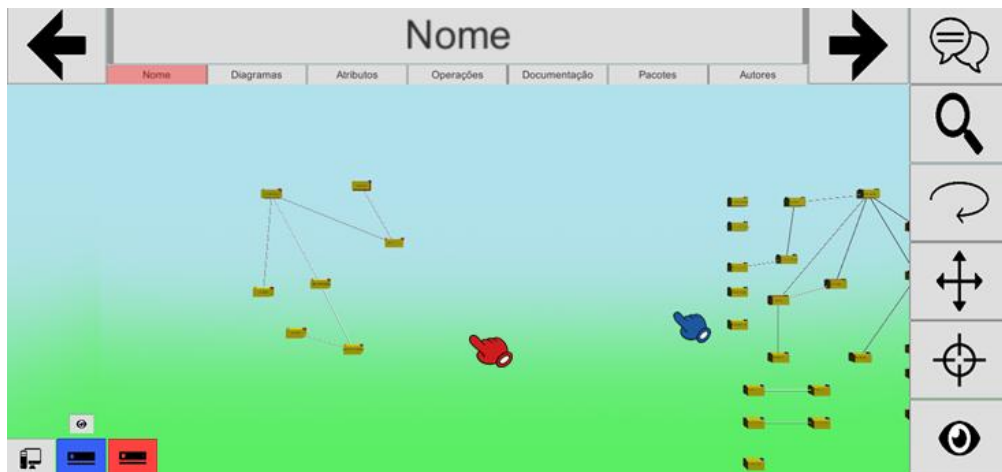 Nome
Nome
Diagramas
Atributos
Operações
Documentação
Pacotes
Autores